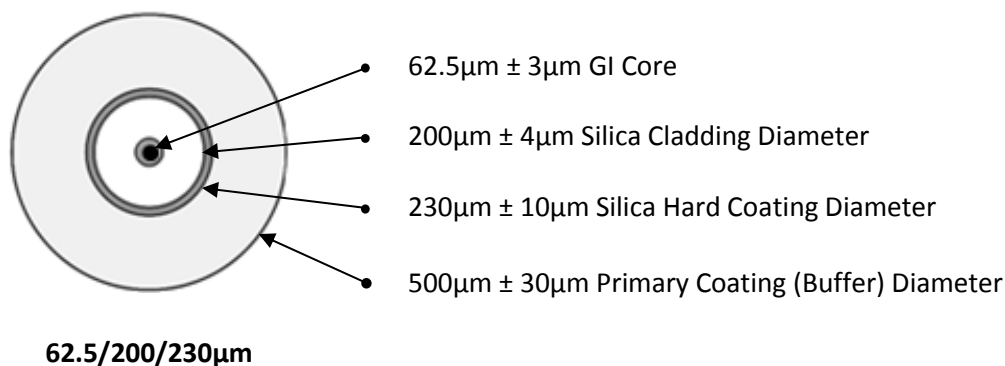 62.5µm ± 3µm GI Core
200µm ± 4µm Silica Cladding Diameter
230µm ± 10µm Silica Hard Coating Diameter
500µm ± 30µm Primary Coating (Buffer) Diameter
62.5/200/230µm